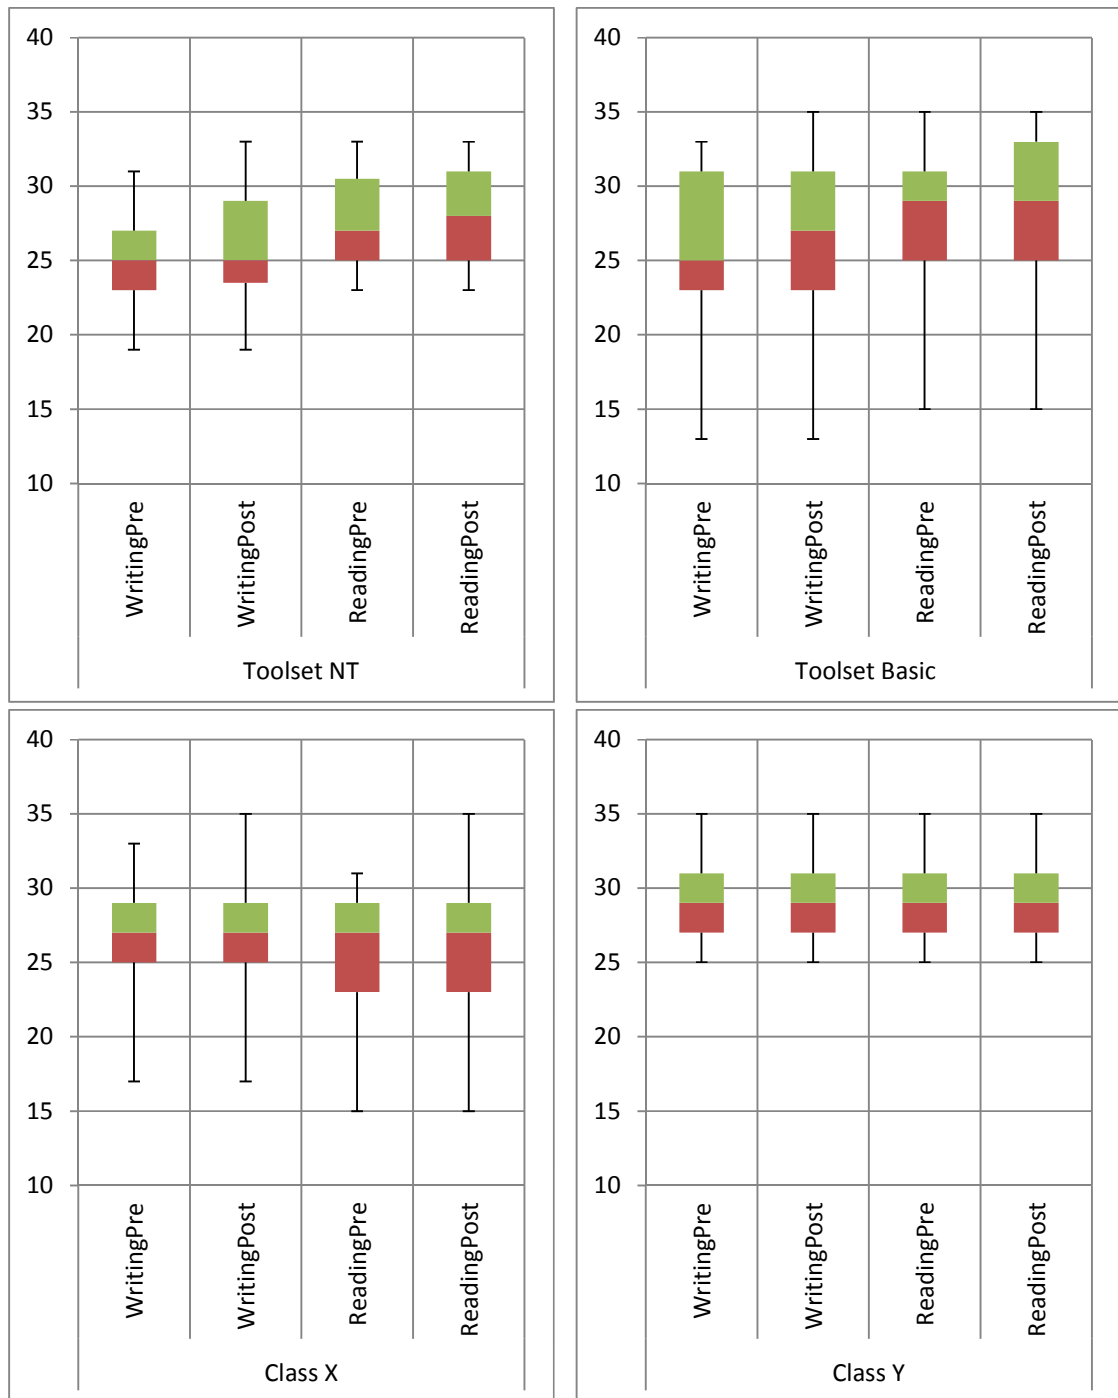 40
35
30
25
20
15
10
WritingPre
WritingPost
ReadingPre
ReadingPost
Toolset NT
40
35
30
25
20
15
10
WritingPre
WritingPost
ReadingPre
ReadingPost
Toolset Basic
40
35
30
25
20
15
10
WritingPre
WritingPost
ReadingPre
ReadingPost
Class X
40
35
30
25
20
15
10
WritingPre
WritingPost
ReadingPre
ReadingPost
Class Y